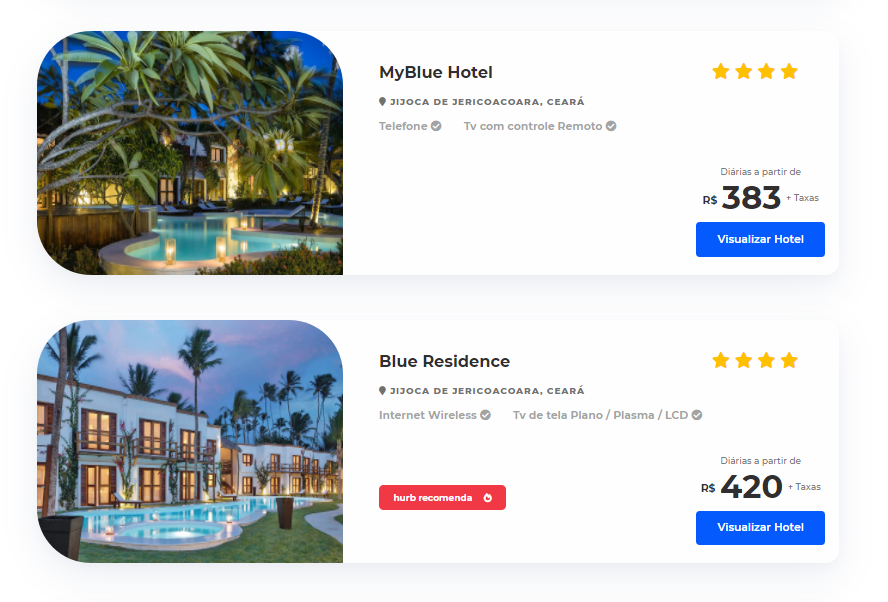 MyBlue Hotel
JIJOCA DE JERICOACOARA, CEARÁ
Telefone
Tv com controle Remoto
Diárias a partir de
R$ 383 + Taxas
Visualizar Hotel
Blue Residence
JIJOCA DE JERICOACOARA, CEARÁ
Internet Wireless
Tv de tela Plano / Plasma / LCD
hurb recomenda
Diárias a partir de
R$ 420 + Taxas
Visualizar Hotel